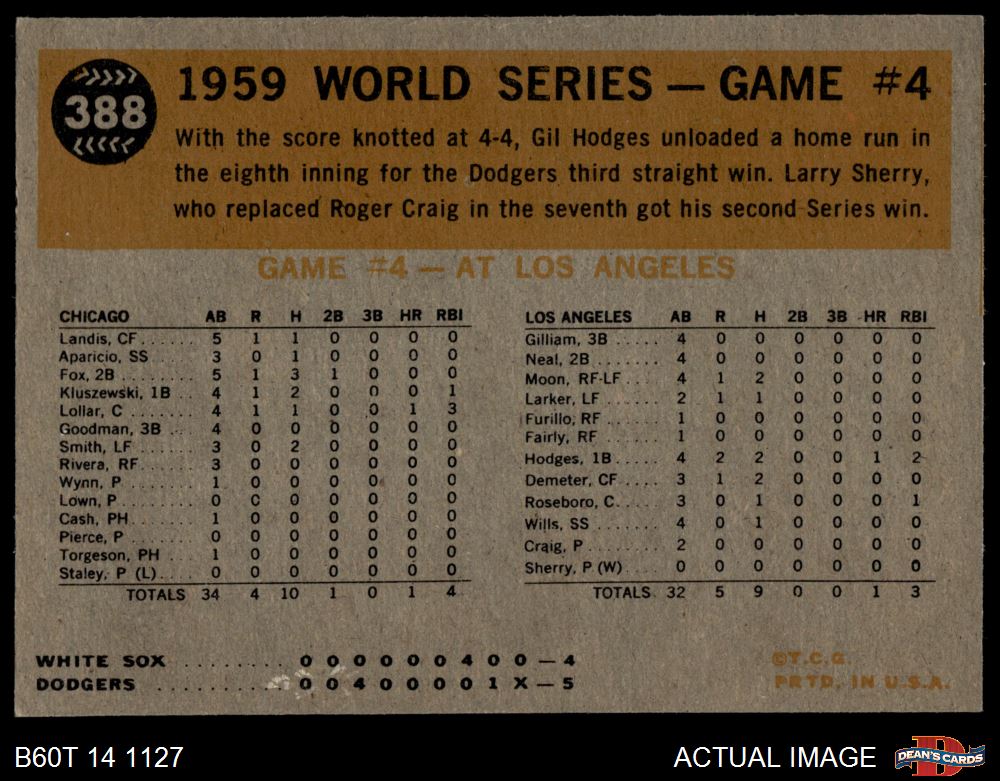 388
1959 WORLD SERIES — GAME #4
With the score knotted at 4-4, Gil Hodges unloaded a home run in
the eighth inning for the Dodgers third straight win. Larry Sherry,
who replaced Roger Craig in the seventh got his second Series win.
GAME #4 — AT LOS ANGELES
CHICAGO AB R H 2B 3B HR RBI
Landis, CF...... 5 1 1 0 0 0 0
Aparicio, SS .... 3 0 1 0 0 0 0
Fox, 2B ........ 5 1 3 1 0 0 0
Kluszewski, 1B .. 4 1 2 0 0 0 1
Lollar, C ....... 4 1 1 0 0 1 3
Goodman, 3B ... 4 0 0 0 0 0 0
Smith, LF ...... 3 0 2 0 0 0 0
Rivera, RF...... 3 0 0 0 0 0 0
Wynn, P ....... 1 0 0 0 0 0 0
Lown, P........ 0 0 0 0 0 0 0
Cash, PH....... 1 0 0 0 0 0 0
Pierce, P ...... 0 0 0 0 0 0 0
Torgeson, PH ... 1 0 0 0 0 0 0
Staley, P (L).... 0 0 0 0 0 0 0
TOTALS 34 4 10 1 0 1 4
LOS ANGELES AB R H 2B 3B HR RBI
Gilliam, 3B ..... 4 0 0 0 0 0 0
Neal, 2B ....... 4 0 0 0 0 0 0
Moon, RF-LF .... 4 1 2 0 0 0 0
Larker, LF ...... 2 1 1 0 0 0 0
Furillo, RF ...... 1 0 0 0 0 0 0
Fairly, RF ...... 1 0 0 0 0 0 0
Hodges, 1B ..... 4 2 2 0 0 1 2
Demeter, CF .... 3 1 2 0 0 0 0
Roseboro, C..... 3 0 1 0 0 0 1
Wills, SS ....... 4 0 1 0 0 0 0
Craig, P ........ 2 0 0 0 0 0 0
Sherry, P (W) ... 0 0 0 0 0 0 0
TOTALS 32 5 9 0 0 1 3
WHITE SOX .......... 0 0 0 0 0 0 4 0 0 — 4
DODGERS ........... 0 0 4 0 0 0 0 1 X — 5
©T.C.G.
PRTD. IN U.S.A.
B60T 14 1127
ACTUAL IMAGE
D
DEAN'S CARDS